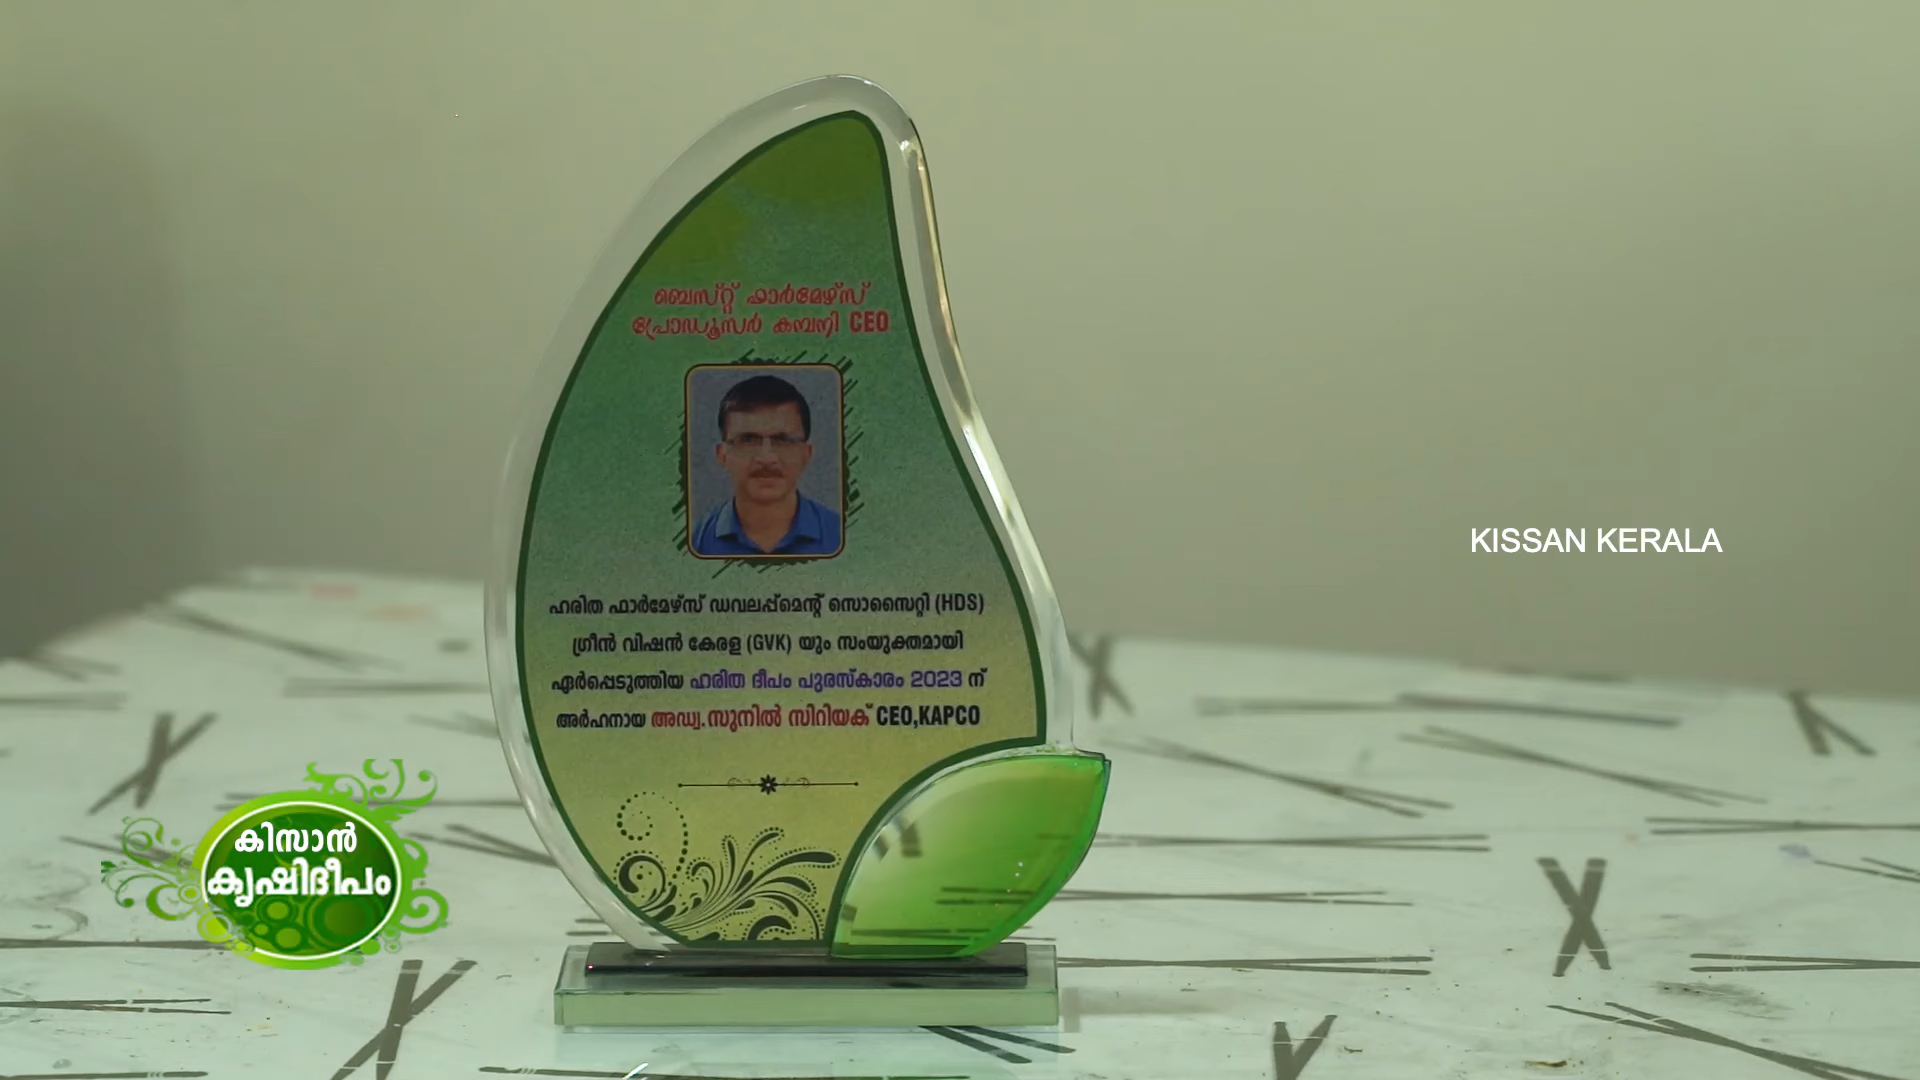 ബെസ്റ്റ് ഫാർമേഴ്സ്
പ്രോഡ്യൂസർ കമ്പനി CEO
ഹരിത ഫാർമേഴ്സ് ഡവലപ്പ്മെന്റ് സൊസൈറ്റി (HDS)
ഗ്രീൻ വിഷൻ കേരള (GVK) യും സംയുക്തമായി
ഏർപ്പെടുത്തിയ ഹരിത ദീപം പുരസ്കാരം 2023 ന്
അർഹനായ അഡ്വ.സുനിൽ സിറിയക് CEO,KAPCO
KISSAN KERALA
കിസാൻ
കൃഷിദീപം